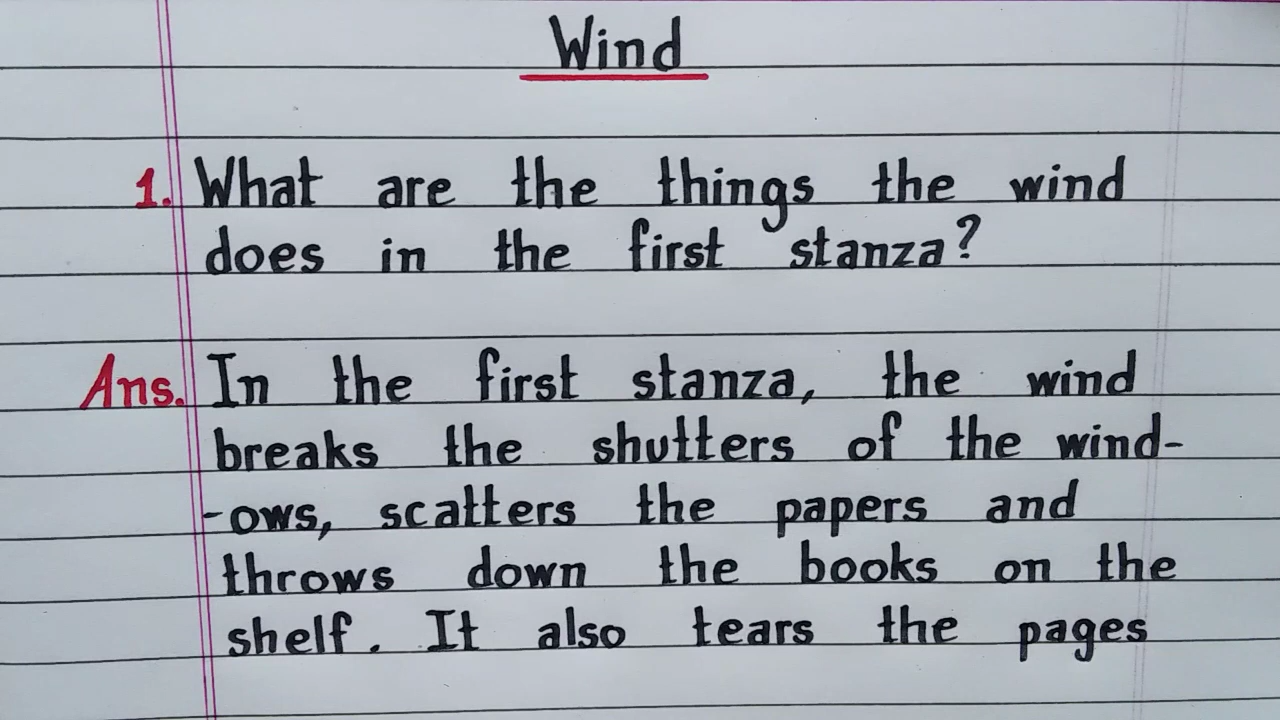 Wind
1. What are the things the wind
does in the first stanza?
Ans. In the first stanza, the wind
breaks the shutters of the wind-
-ows, scatters the papers and
throws down the books on the
shelf. It also tears the pages